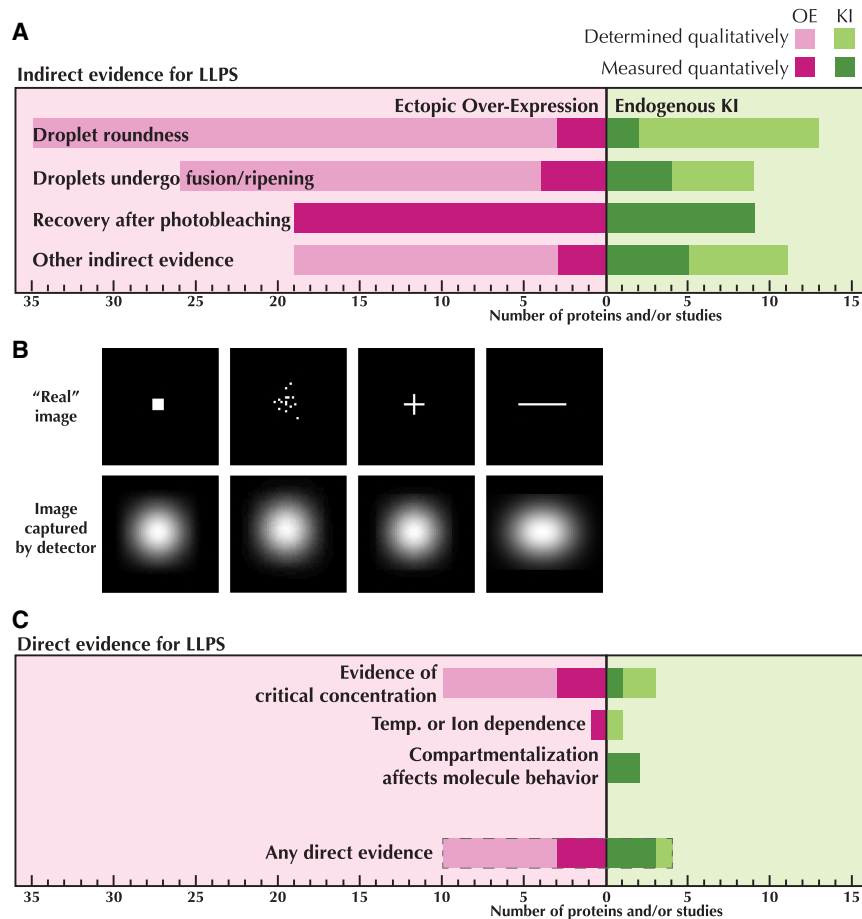 A
OE KI
Determined qualitatively
Measured quantatively
Indirect evidence for LLPS
Ectopic Over-Expression Endogenous KI
Droplet roundness
Droplets undergo fusion/ripening
Recovery after photobleaching
Other indirect evidence
35 30 25 20 15 10 5 0 5 10 15
Number of proteins and/or studies
B
“Real”
image
Image
captured
by detector
C
Direct evidence for LLPS
Evidence of
critical concentration
Temp. or Ion dependence
Compartmentalization
affects molecule behavior
Any direct evidence
35 30 25 20 15 10 5 0 5 10 15
Number of proteins and/or studies